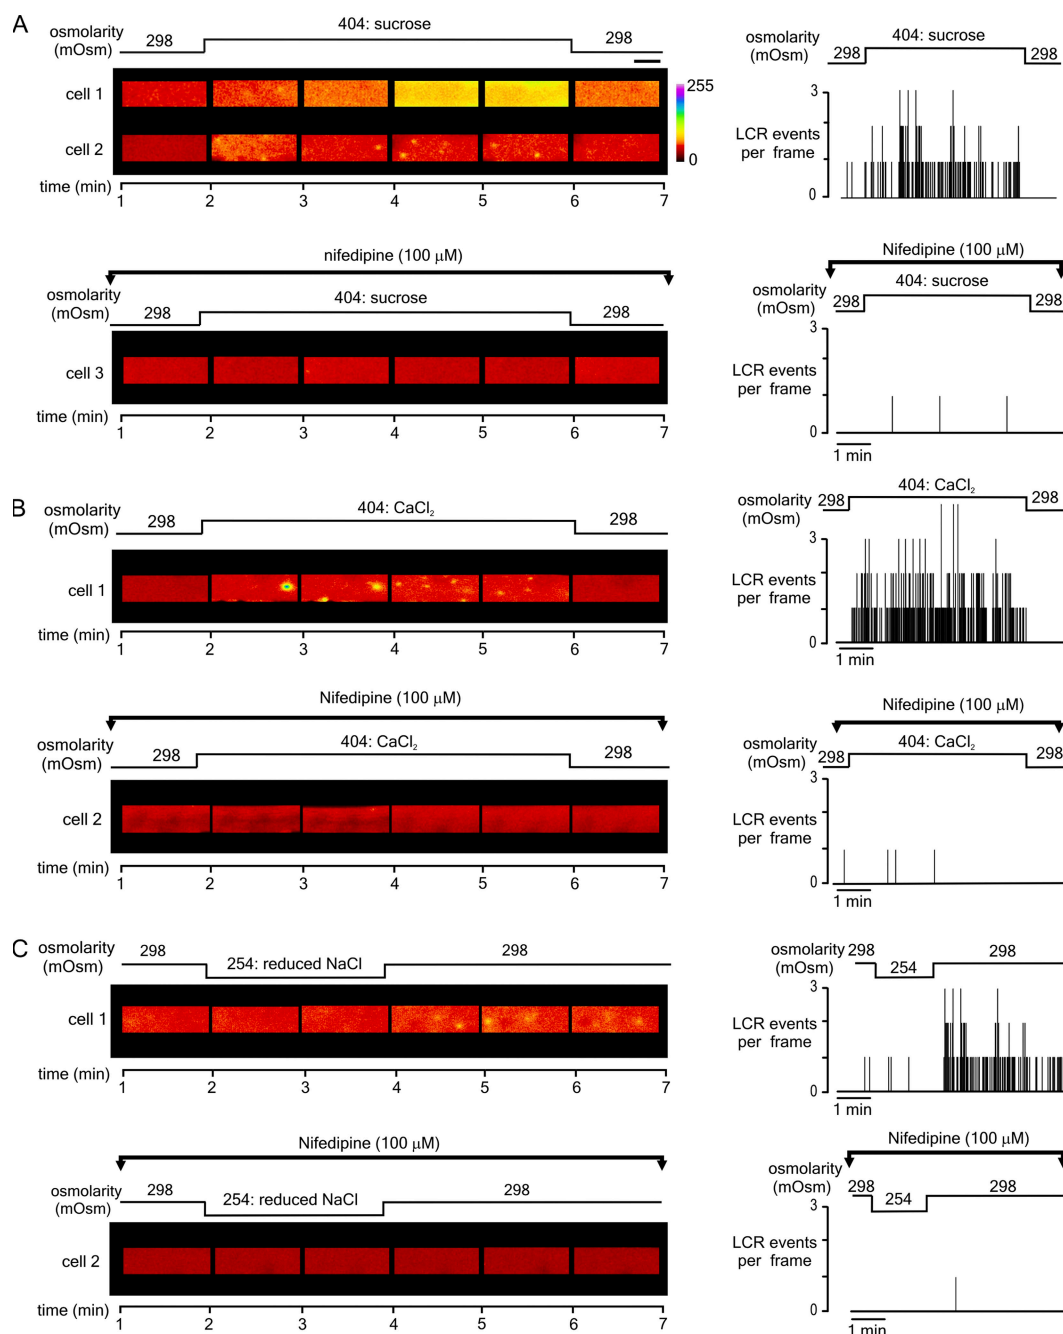 A
osmolarity
(mOsm)
298
404: sucrose
298
cell 1
cell 2
255
0
time (min)
1 2 3 4 5 6 7
osmolarity
(mOsm)
404: sucrose
298 298
3
LCR events
per frame
0
nifedipine (100 µM)
osmolarity
(mOsm)
298
404: sucrose
298
cell 3
time (min)
1 2 3 4 5 6 7
Nifedipine (100 µM)
osmolarity
(mOsm)
298
404: sucrose
298
3
LCR events
per frame
0
1 min
B
osmolarity
(mOsm)
298
404: CaCl₂
298
cell 1
time (min)
1 2 3 4 5 6 7
osmolarity
(mOsm)
298
404: CaCl₂
298
3
LCR events
per frame
0
1 min
Nifedipine (100 µM)
osmolarity
(mOsm)
298
404: CaCl₂
298
cell 2
time (min)
1 2 3 4 5 6 7
Nifedipine (100 µM)
osmolarity
(mOsm)
298
404: CaCl₂
298
3
LCR events
per frame
0
1 min
C
osmolarity
(mOsm)
298
254: reduced NaCl
298
cell 1
time (min)
1 2 3 4 5 6 7
osmolarity
(mOsm)
298
254
298
3
LCR events
per frame
0
1 min
Nifedipine (100 µM)
osmolarity
(mOsm)
298
254: reduced NaCl
298
cell 2
time (min)
1 2 3 4 5 6 7
Nifedipine (100 µM)
osmolarity
(mOsm)
298
254
298
3
LCR events
per frame
0
1 min